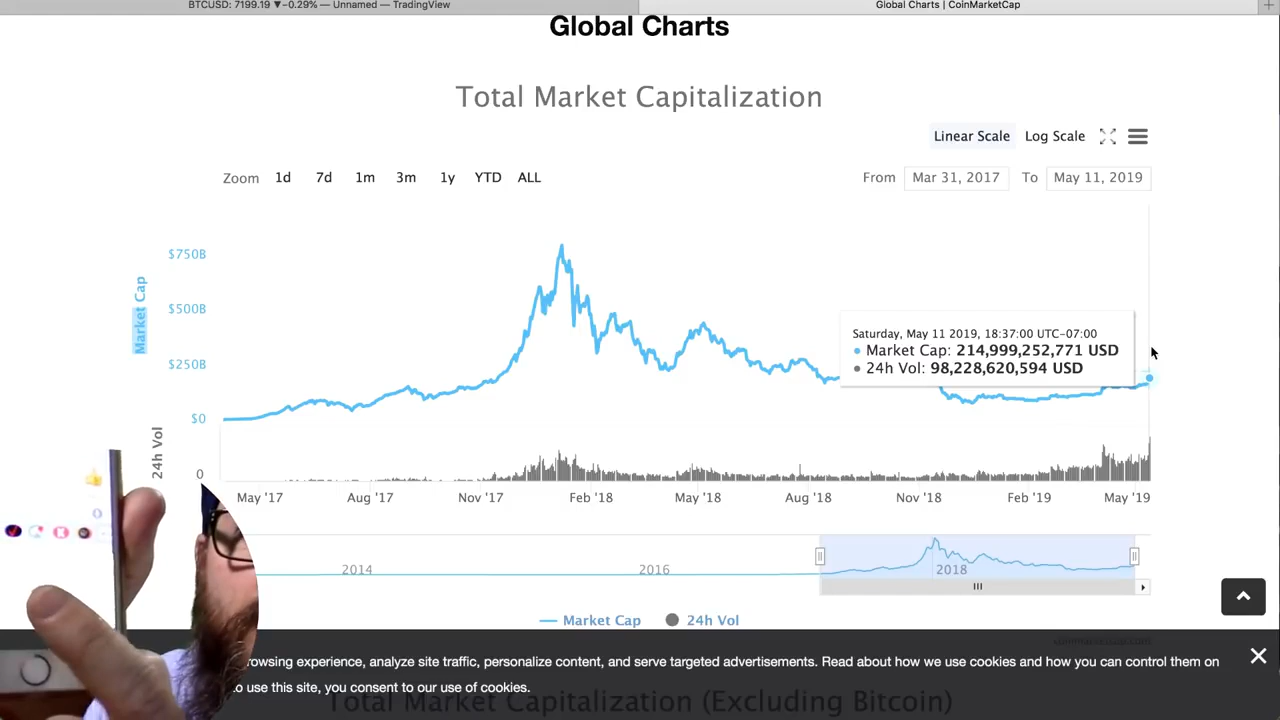 BTCUSD: 7199.19 ▼−0.29% — Unnamed — TradingView
Global Charts | CoinMarketCap
Global Charts
Total Market Capitalization
Linear Scale Log Scale
Zoom 1d 7d 1m 3m 1y YTD ALL
From Mar 31, 2017 To May 11, 2019
Market Cap
$750B
$500B
$250B
$0
Saturday, May 11 2019, 18:37:00 UTC-07:00
Market Cap: 214,999,252,771 USD
24h Vol: 98,228,620,594 USD
24h Vol
0
May '17 Aug '17 Nov '17 Feb '18 May '18 Aug '18 Nov '18 Feb '19 May '19
2014 2016 2018
Market Cap 24h Vol
browsing experience, analyze site traffic, personalize content, and serve targeted advertisements. Read about how we use cookies and how you can control them on
to use this site, you consent to our use of cookies.
Total Market Capitalization (Excluding Bitcoin)